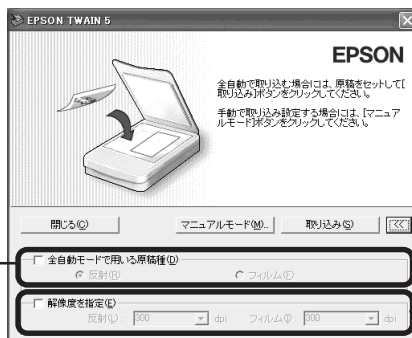 EPSON TWAIN 5
EPSON
全自動で取り込む場合には、原稿をセットして[
取り込み]ボタンをクリックしてください。
手動で取り込み設定する場合には、[マニュア
ルモード]ボタンをクリックしてください。
閉じる(C) マニュアルモード(M)... 取り込み(S) <<
全自動モードで用いる原稿種(D)
反射(R) フィルム(F)
解像度を指定(E)
反射(L): 300 dpi フィルム(I): 300 dpi